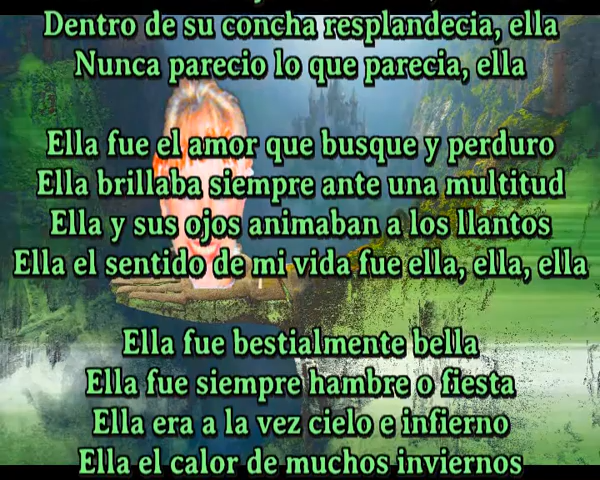 Dentro de su concha resplandecia, ella
Nunca parecio lo que parecia, ella
Ella fue el amor que busque y perduro
Ella brillaba siempre ante una multitud
Ella y sus ojos animaban a los llantos
Ella el sentido de mi vida fue ella, ella, ella
Ella fue bestialmente bella
Ella fue siempre hambre o fiesta
Ella era a la vez cielo e infierno
Ella el calor de muchos inviernos